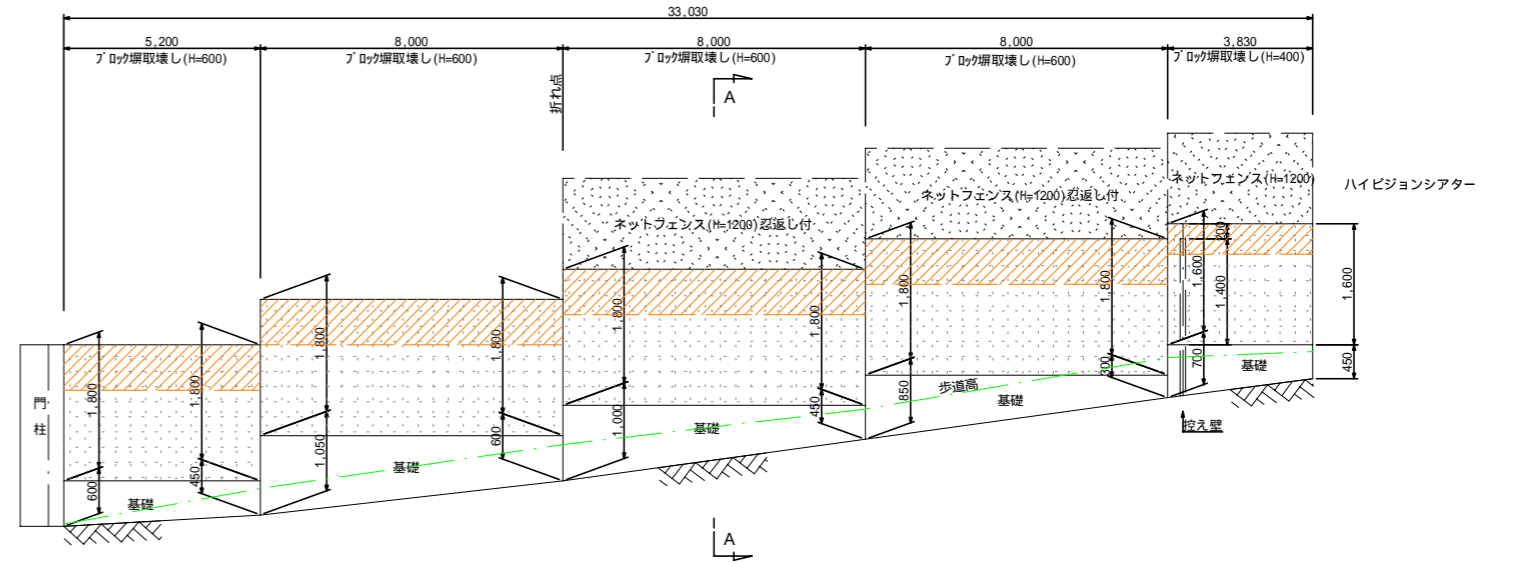 33,030
5,200
8,000
8,000
8,000
3,830
ブロック塀取壊し(H=600)
ブロック塀取壊し(H=600)
ブロック塀取壊し(H=600)
ブロック塀取壊し(H=600)
ブロック塀取壊し(H=400)
折れ点
A
ネットフェンス(H=1200)忍返し付
ネットフェンス(H=1200)忍返し付
ネットフェンス(H=1200)
ハイビジョンシアター
門柱
1,800
600
1,800
450
1,800
1,050
1,800
600
1,800
1,000
1,800
450
1,800
850
1,800
300
1,600
700
200
1,400
1,600
450
基礎
基礎
基礎
歩道高
基礎
基礎
控え壁
A